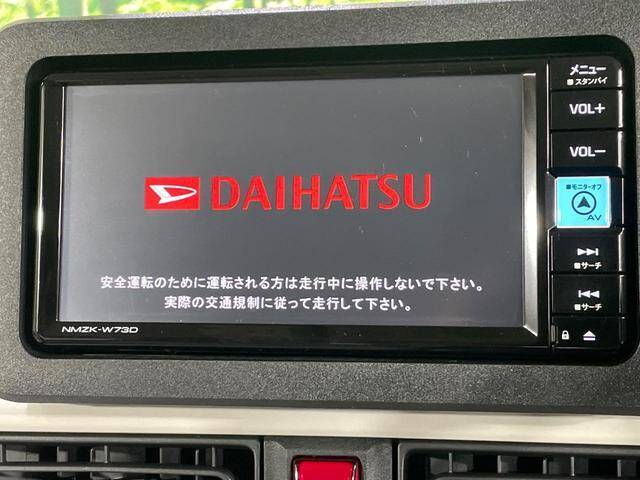 メニュー
■スタンバイ
VOL+
VOL−
■モニターオフ
AV
DAIHATSU
安全運転のために運転される方は走行中に操作しないで下さい。
実際の交通規制に従って走行して下さい。
■サーチ
■サーチ
NMZK-W73D